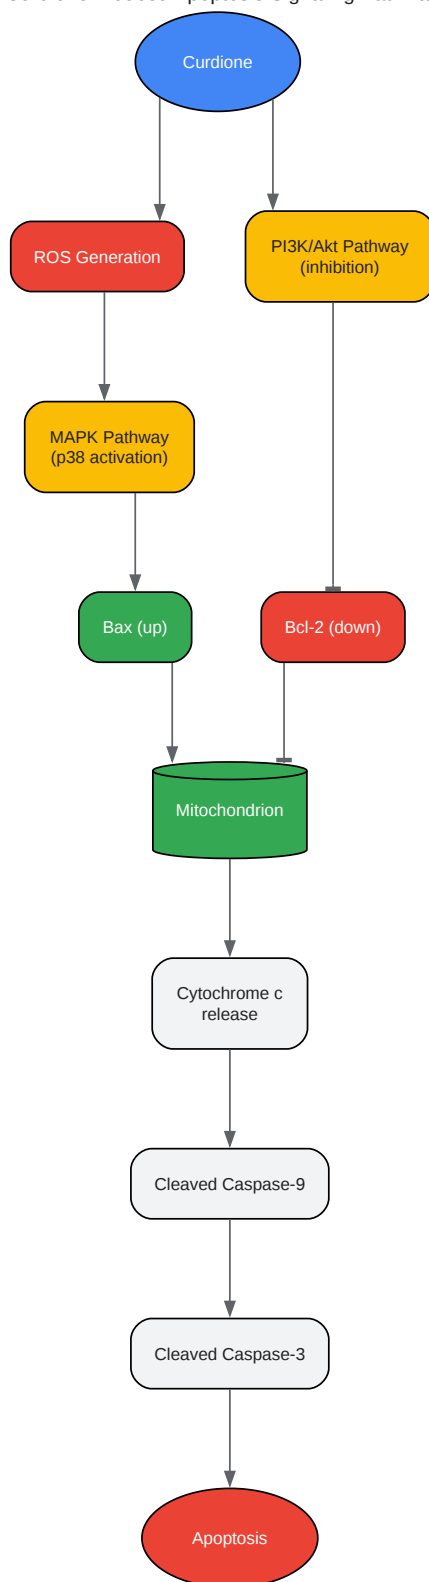 Curdione
ROS Generation
PI3K/Akt Pathway
(inhibition)
MAPK Pathway
(p38 activation)
Bax (up)
Bcl-2 (down)
Mitochondrion
Cytochrome c
release
Cleaved Caspase-9
Cleaved Caspase-3
Apoptosis